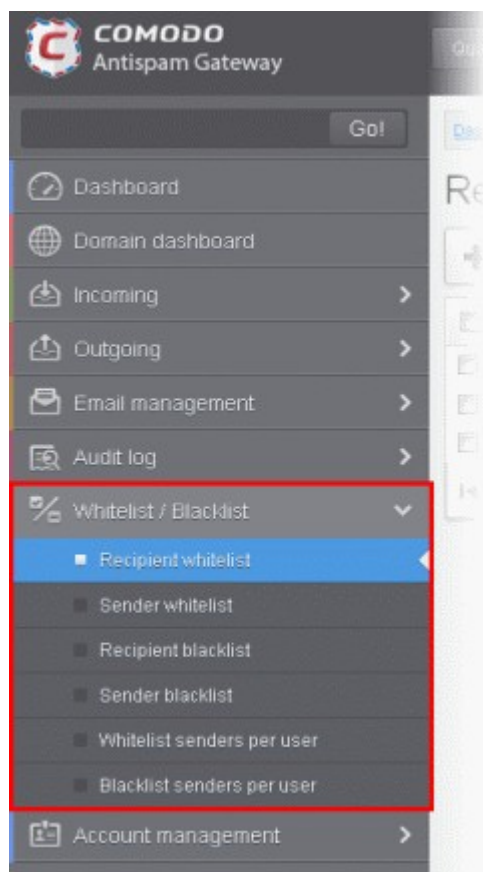 COMODO
Antispam Gateway
Go!
Dashboard
Domain dashboard
Incoming
Outgoing
Email management
Audit log
Whitelist / Blacklist
Recipient whitelist
Sender whitelist
Recipient blacklist
Sender blacklist
Whitelist senders per user
Blacklist senders per user
Account management